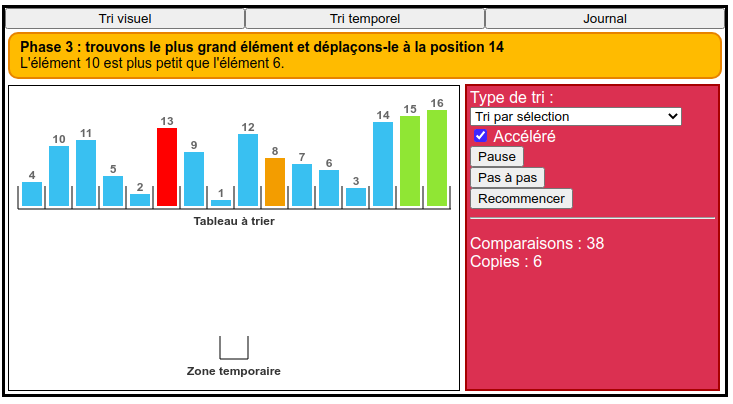 Tri visuel Tri temporel Journal
Phase 3 : trouvons le plus grand élément et déplaçons-le à la position 14
L'élément 10 est plus petit que l'élément 6.
4 10 11 5 2 13 9 1 12 8 7 6 3 14 15 16
Tableau à trier
Zone temporaire
Type de tri :
Tri par sélection
Accéléré
Pause
Pas à pas
Recommencer
Comparaisons : 38
Copies : 6